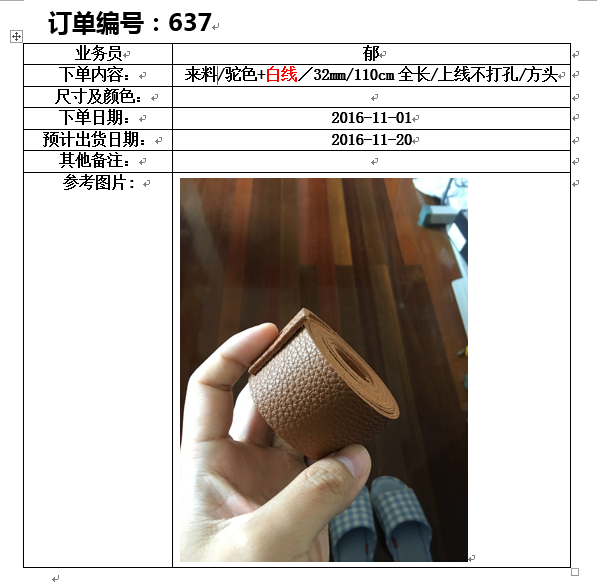 订单编号：637
业务员 郁
下单内容： 来料/驼色+白线／32mm/110cm 全长/上线不打孔/方头
尺寸及颜色：
下单日期： 2016-11-01
预计出货日期： 2016-11-20
其他备注：
参考图片：